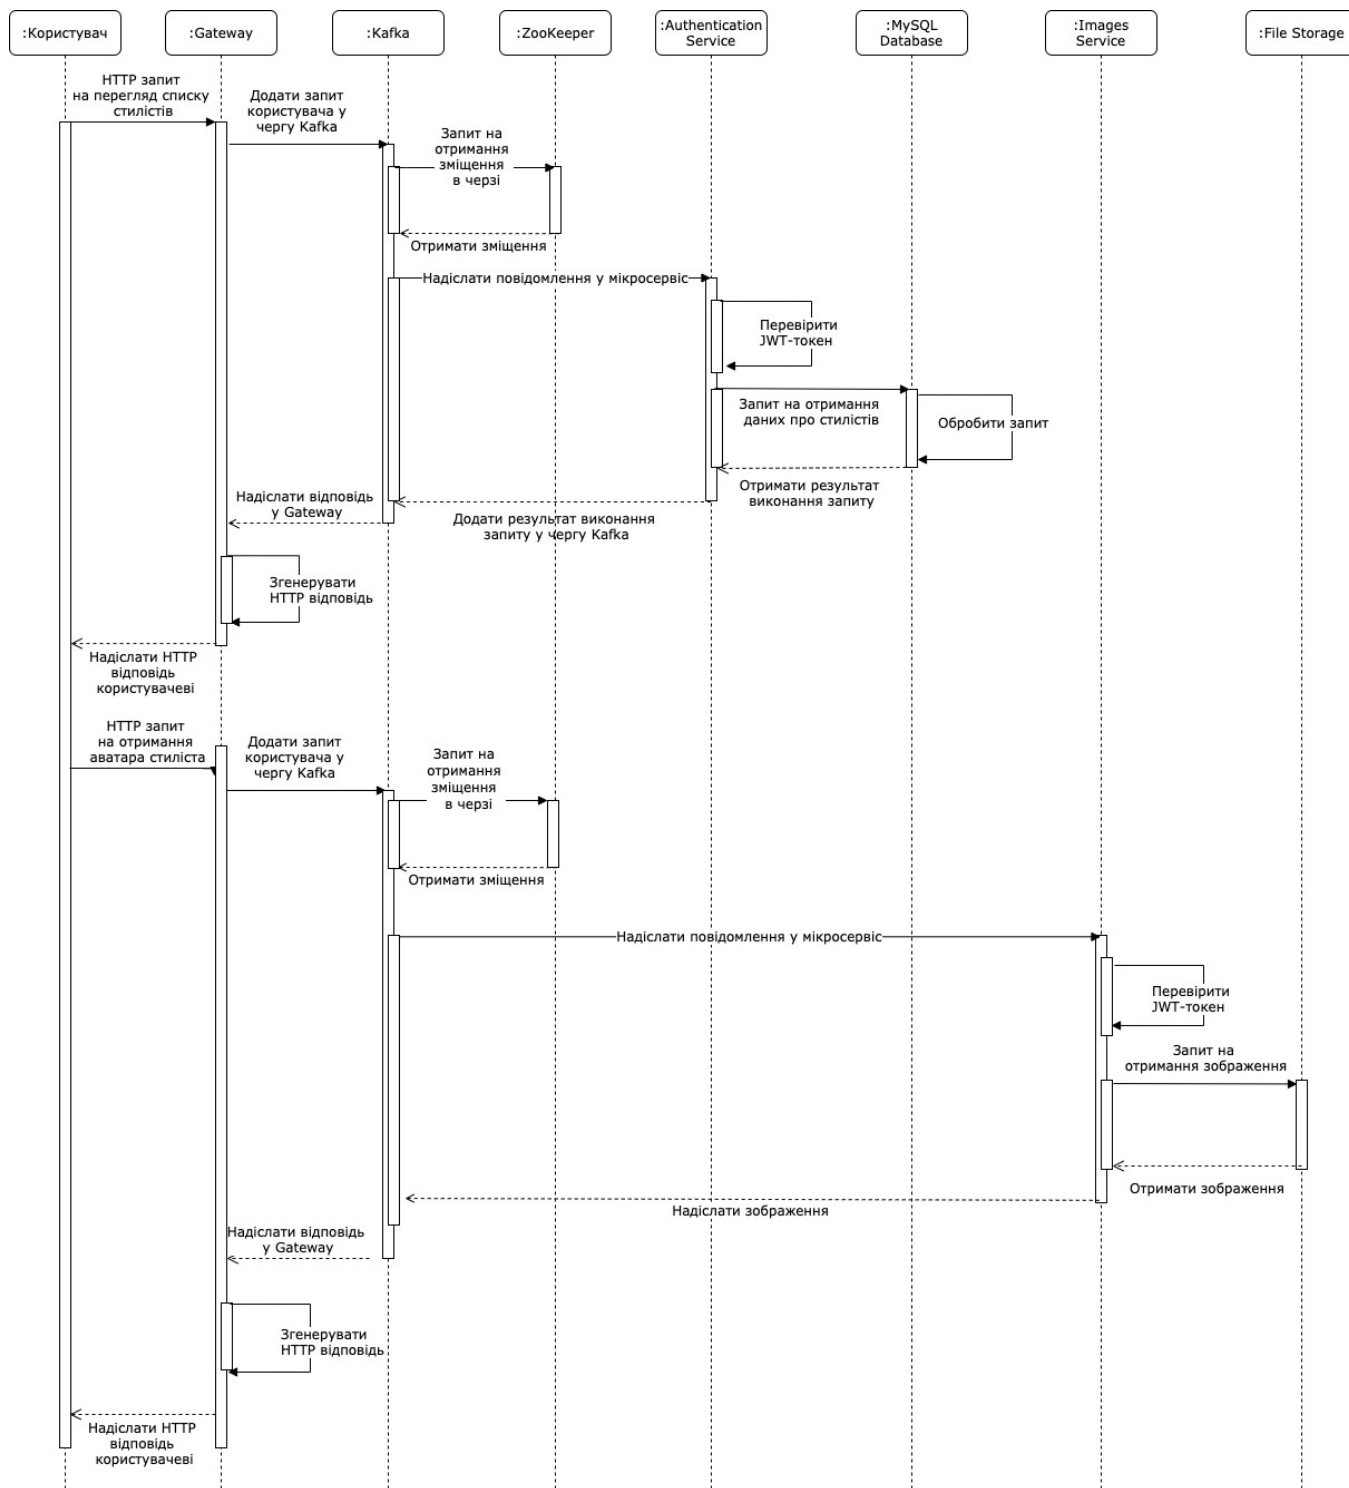 :Користувач
:Gateway
:Kafka
:ZooKeeper
:Authentication
Service
:MySQL
Database
:Images
Service
:File Storage
HTTP запит
на перегляд списку
стилістів
Додати запит
користувача у
чергу Kafka
Запит на
отримання
зміщення
в черзі
Отримати зміщення
Надіслати повідомлення у мікросервіс
Перевірити
JWT-токен
Запит на отримання
даних про стилістів
Обробити запит
Отримати результат
виконання запиту
Додати результат виконання
запиту у чергу Kafka
Надіслати відповідь
у Gateway
Згенерувати
HTTP відповідь
Надіслати HTTP
відповідь
користувачеві
HTTP запит
на отримання
аватара стиліста
Додати запит
користувача у
чергу Kafka
Запит на
отримання
зміщення
в черзі
Отримати зміщення
Надіслати повідомлення у мікросервіс
Перевірити
JWT-токен
Запит на
отримання зображення
Отримати зображення
Надіслати зображення
Надіслати відповідь
у Gateway
Згенерувати
HTTP відповідь
Надіслати HTTP
відповідь
користувачеві